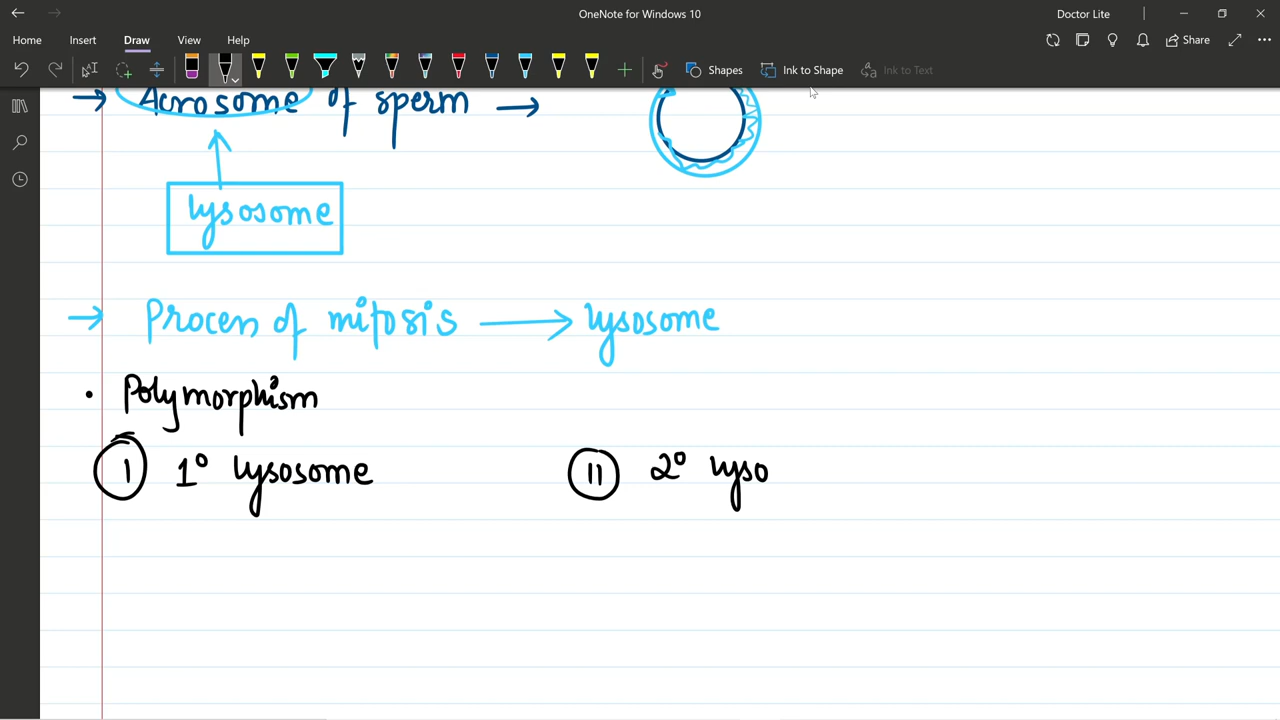 OneNote for Windows 10
Doctor Lite
Home Insert Draw View Help
Share
Shapes Ink to Shape Ink to Text
→ Acrosome of sperm →
lysosome
→ Process of mitosis → lysosome
• Polymorphism
I 1° lysosome II 2° lyso